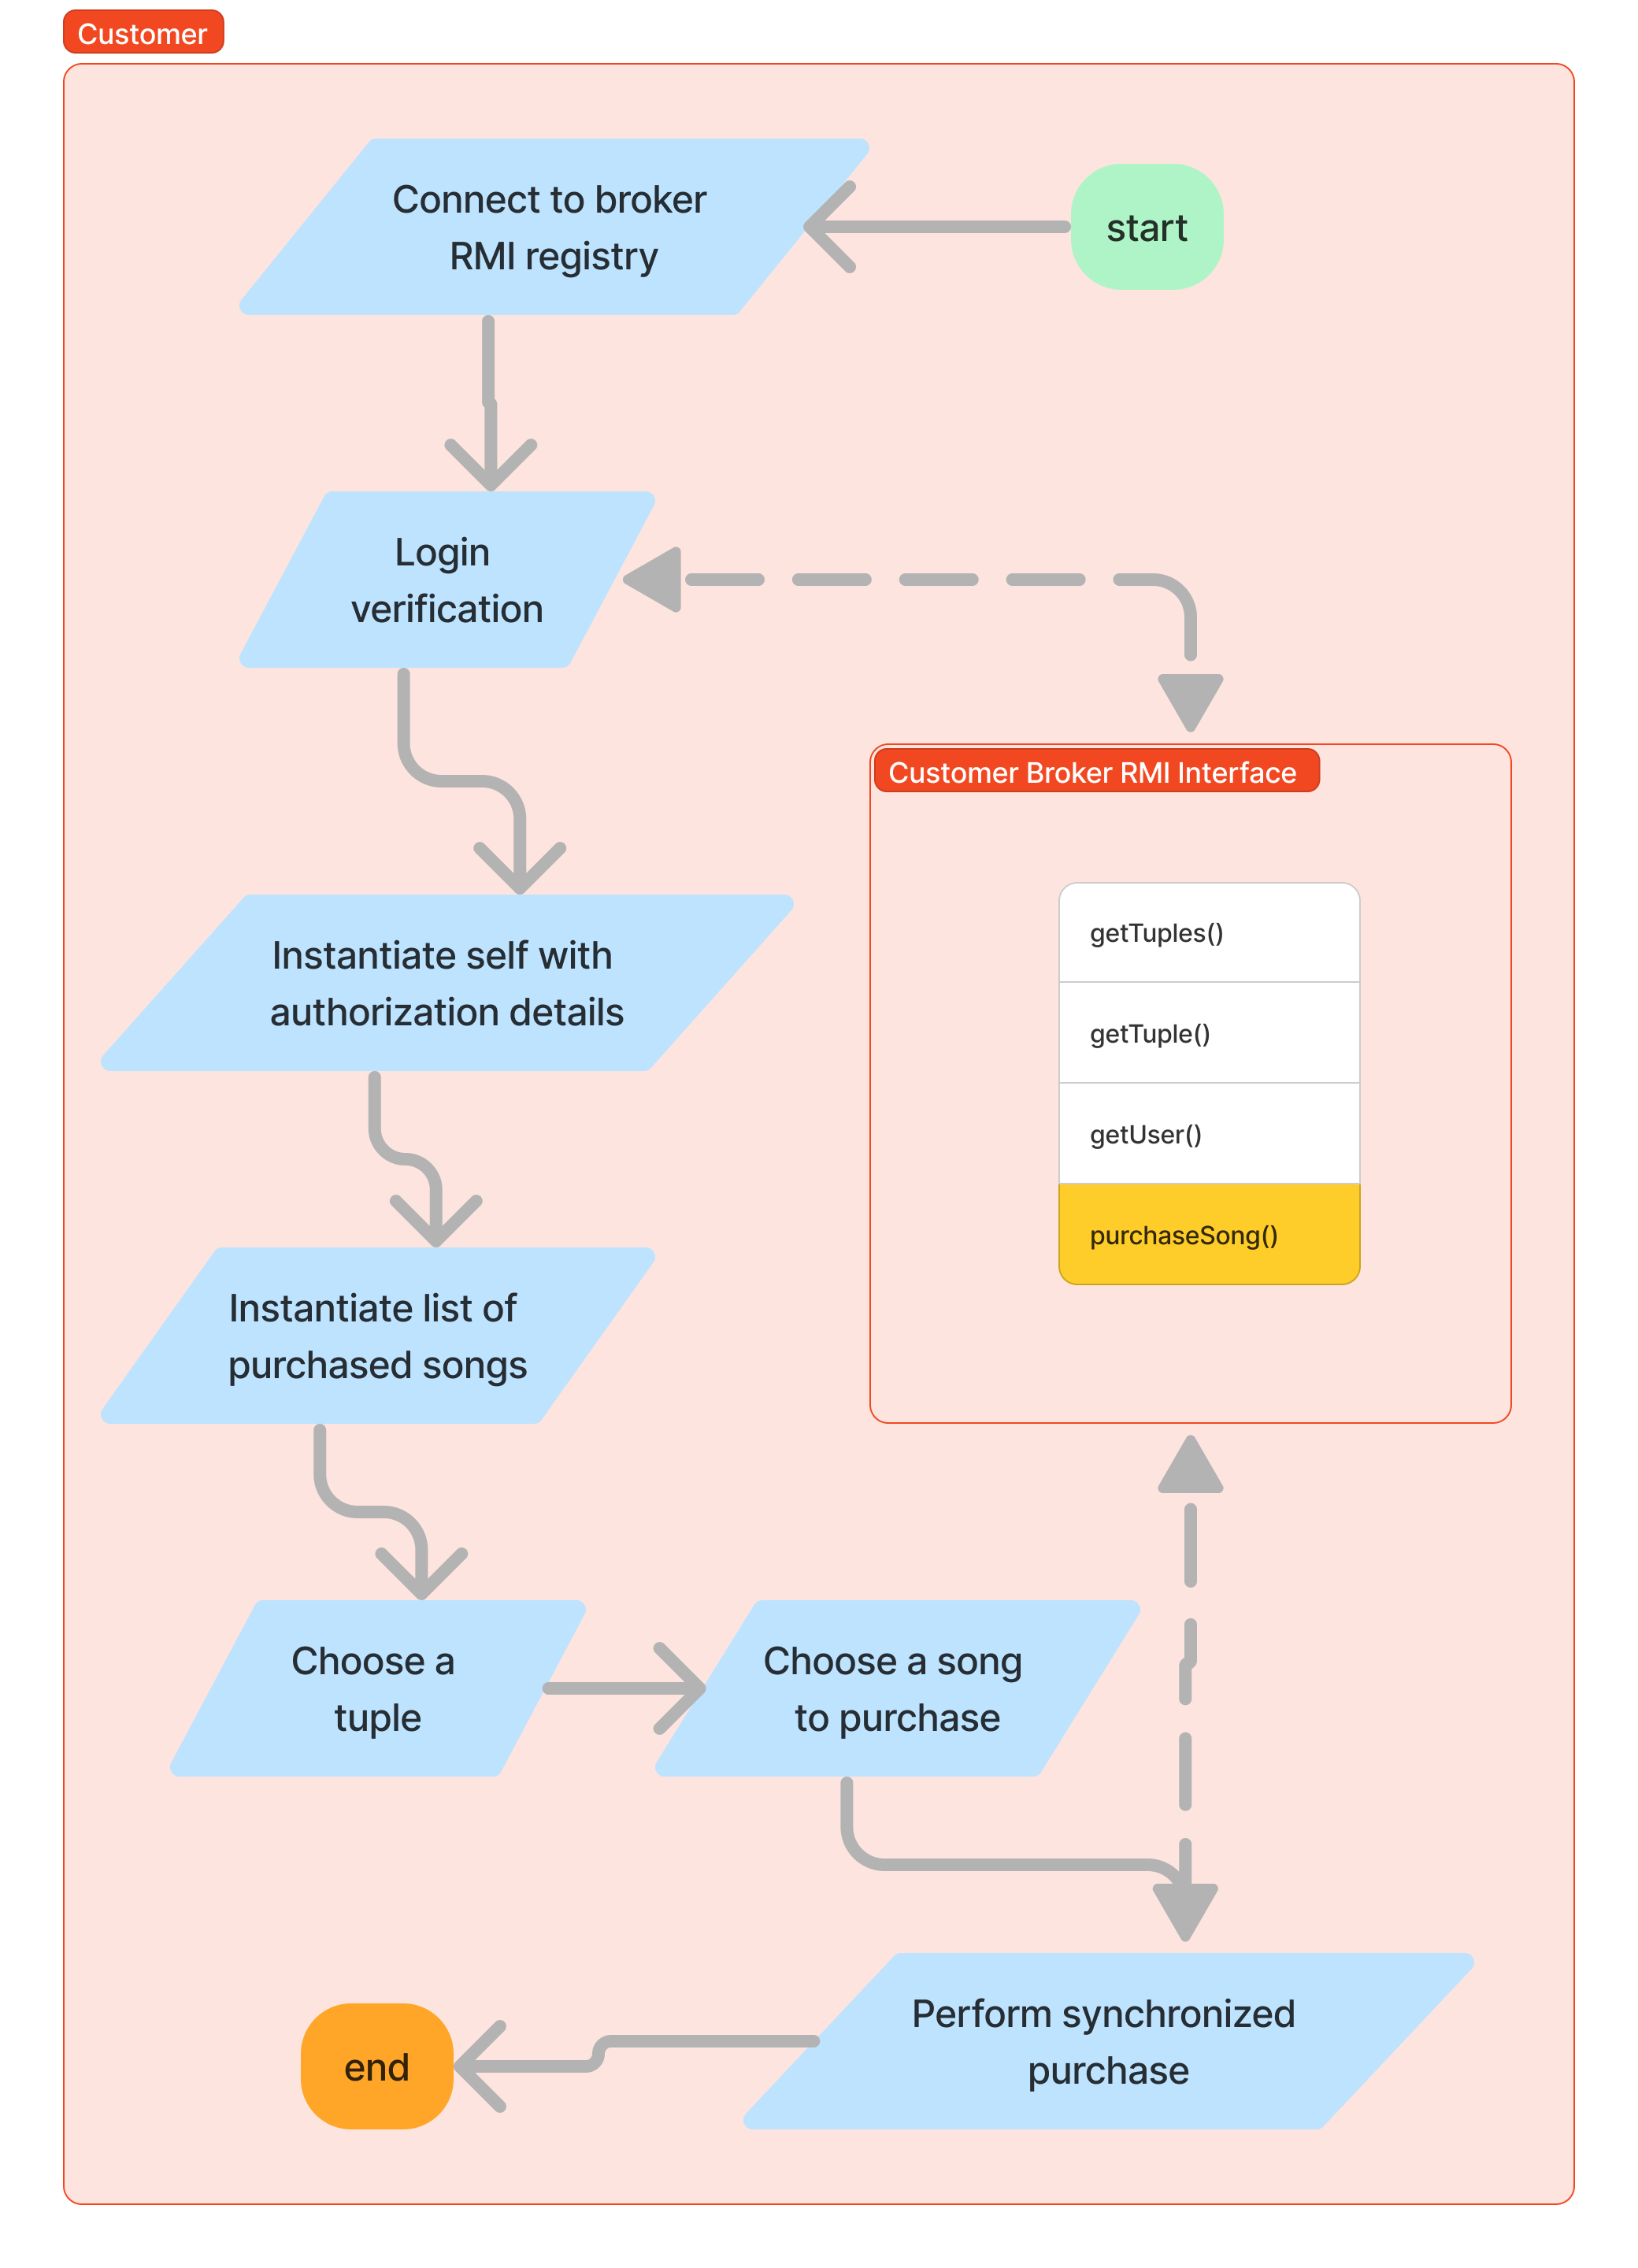 Customer
start
Connect to broker
RMI registry
Login
verification
Customer Broker RMI Interface
getTuples()
getTuple()
getUser()
purchaseSong()
Instantiate self with
authorization details
Instantiate list of
purchased songs
Choose a
tuple
Choose a song
to purchase
Perform synchronized
purchase
end